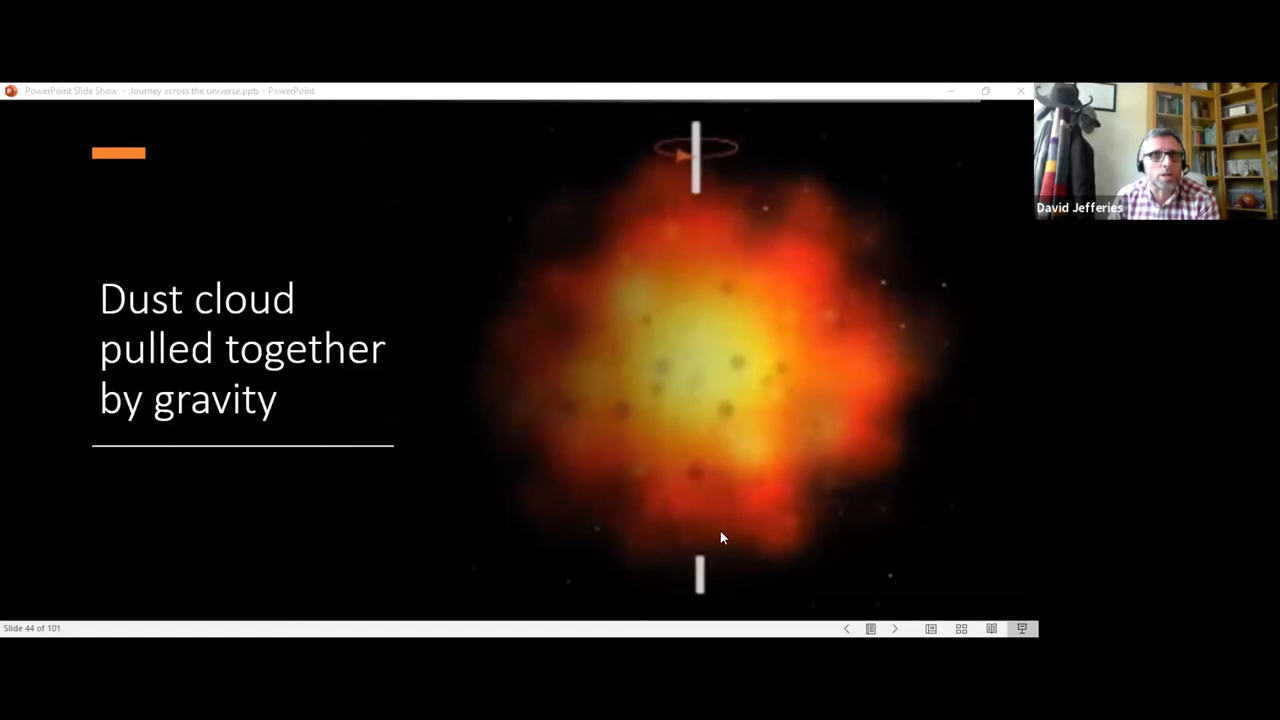 PowerPoint Slide Show - Journey across the universe.pptx - PowerPoint
David Jefferies
Dust cloud
pulled together
by gravity
Slide 44 of 101